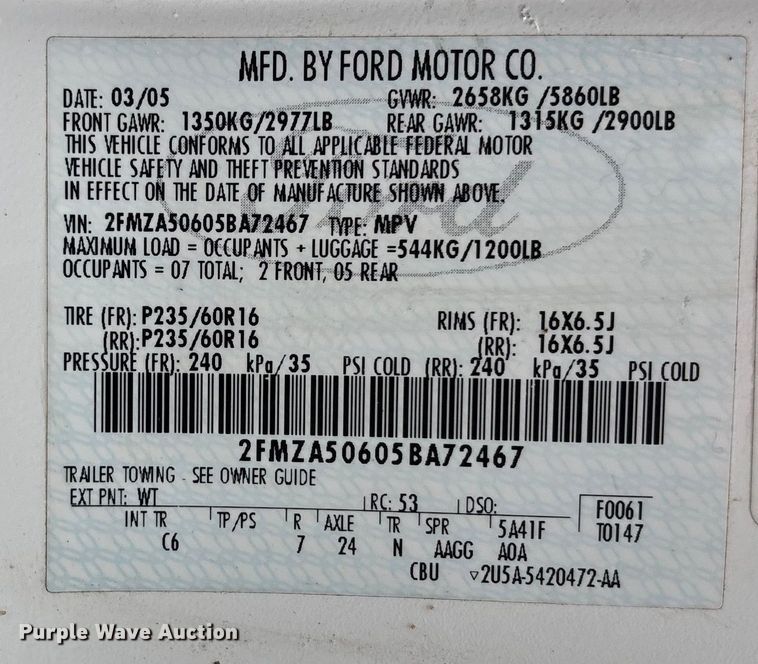 MFD. BY FORD MOTOR CO.
DATE: 03/05 GVWR: 2658KG /5860LB
FRONT GAWR: 1350KG/2977LB REAR GAWR: 1315KG /2900LB
THIS VEHICLE CONFORMS TO ALL APPLICABLE FEDERAL MOTOR
VEHICLE SAFETY AND THEFT PREVENTION STANDARDS
IN EFFECT ON THE DATE OF MANUFACTURE SHOWN ABOVE.
VIN: 2FMZA50605BA72467 TYPE: MPV
MAXIMUM LOAD = OCCUPANTS + LUGGAGE =544KG/1200LB
OCCUPANTS = 07 TOTAL; 2 FRONT, 05 REAR
TIRE (FR): P235/60R16 RIMS (FR): 16X6.5J
(RR): P235/60R16 (RR): 16X6.5J
PRESSURE (FR): 240 kPa/35 PSI COLD (RR): 240 kPa/35 PSI COLD
2FMZA50605BA72467
TRAILER TOWING - SEE OWNER GUIDE
EXT PNT: WT RC: 53 DSO: F0061
INT TR TP/PS R AXLE TR SPR 5A41F T0147
C6 7 24 N AAGG AOA
CBU ▽2U5A-5420472-AA
Ford
Purple Wave Auction